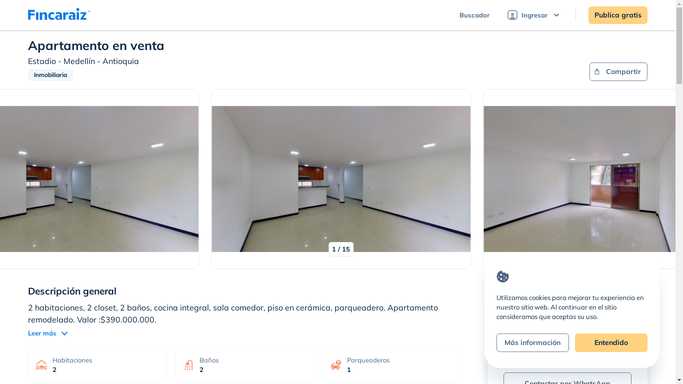 Fincaraiz
Buscador
Ingresar
Publica gratis
Apartamento en venta
Estadio - Medellín - Antioquia
Inmobiliaria
Compartir
1 / 15
Descripción general
2 habitaciones, 2 closet, 2 baños, cocina integral, sala comedor, piso en cerámica, parqueadero, Apartamento
remodelado. Valor :$390.000.000.
Leer más
Habitaciones
2
Baños
2
Parqueaderos
1
Utilizamos cookies para mejorar tu experiencia en
nuestro sitio web. Al continuar en el sitio
consideramos que aceptas su uso.
Más información
Entendido
Contactar por WhatsApp